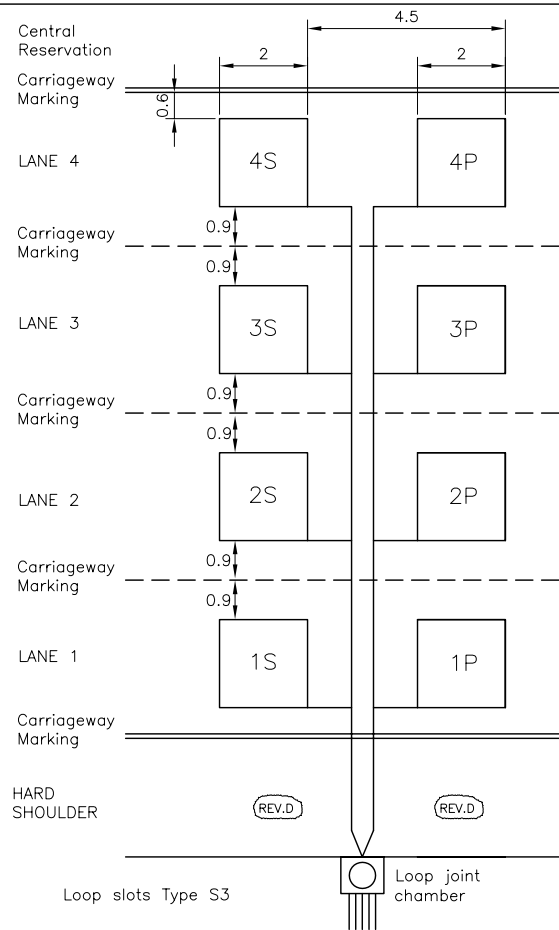 Central
Reservation
4.5
2
2
Carriageway
Marking
0.6
LANE 4
4S
4P
0.9
Carriageway
Marking
0.9
LANE 3
3S
3P
0.9
Carriageway
Marking
0.9
LANE 2
2S
2P
0.9
Carriageway
Marking
0.9
LANE 1
1S
1P
Carriageway
Marking
HARD
SHOULDER
REV.D
REV.D
Loop slots Type S3
Loop joint
chamber